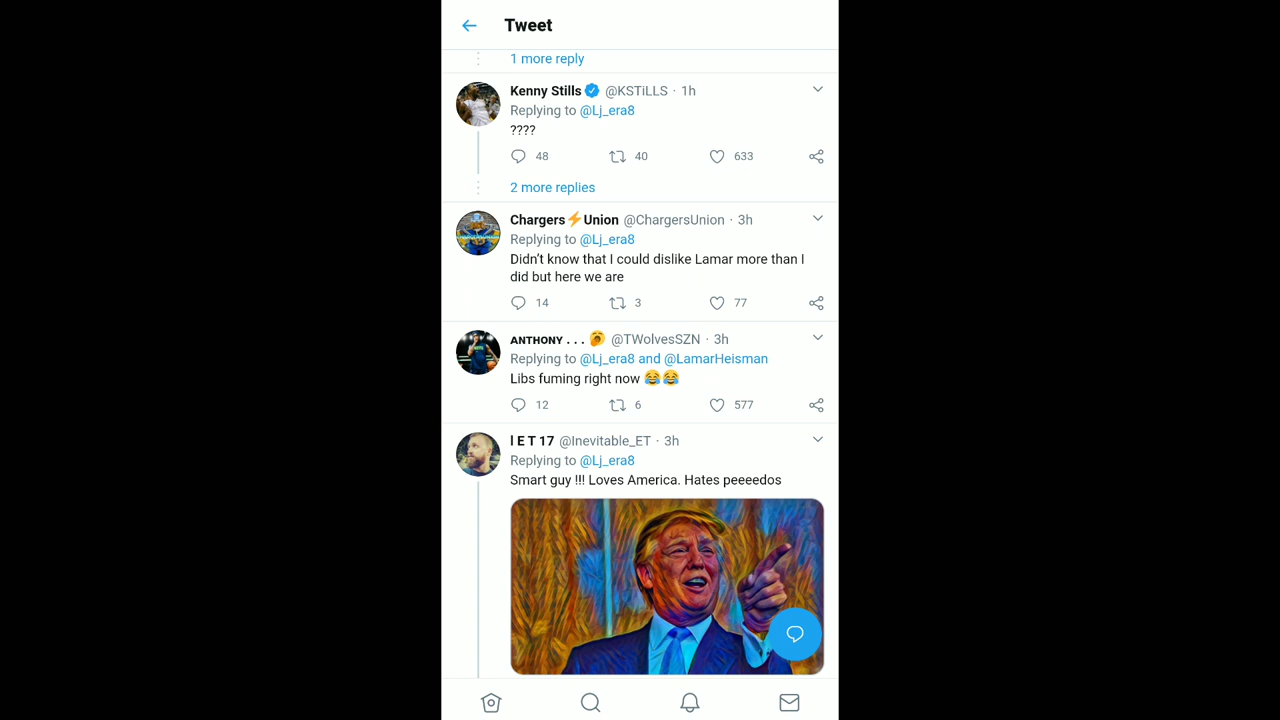 Tweet
1 more reply
Kenny Stills @KSTiLLS · 1h
Replying to @Lj_era8
????
48 40 633
2 more replies
Chargers⚡Union @ChargersUnion · 3h
Replying to @Lj_era8
Didn’t know that I could dislike Lamar more than I
did but here we are
14 3 77
ᴀɴᴛʜᴏɴʏ . . . 🥱 @TWolvesSZN · 3h
Replying to @Lj_era8 and @LamarHeisman
Libs fuming right now 😂😂
12 6 577
l E T 17 @Inevitable_ET · 3h
Replying to @Lj_era8
Smart guy !!! Loves America. Hates peeeedos